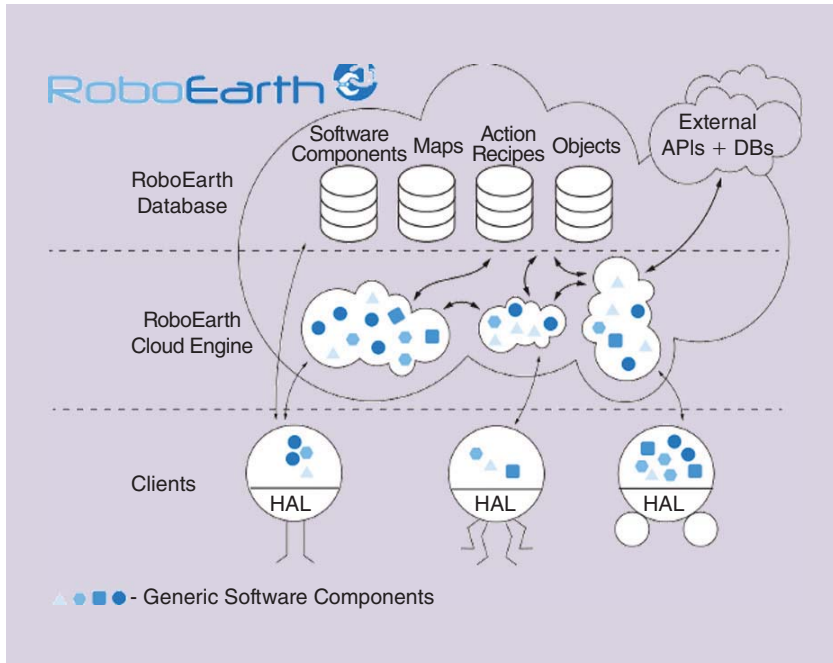 RoboEarth
Software
Components
Maps
Action
Recipes
Objects
External
APIs + DBs
RoboEarth
Database
RoboEarth
Cloud Engine
Clients
HAL
HAL
HAL
- Generic Software Components